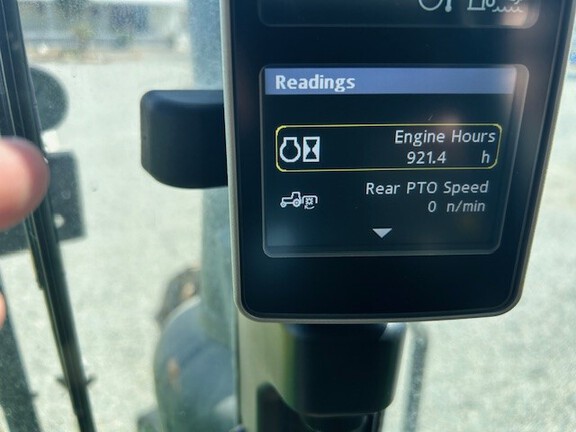 Readings
Engine Hours
921.4 h
Rear PTO Speed
0 n/min